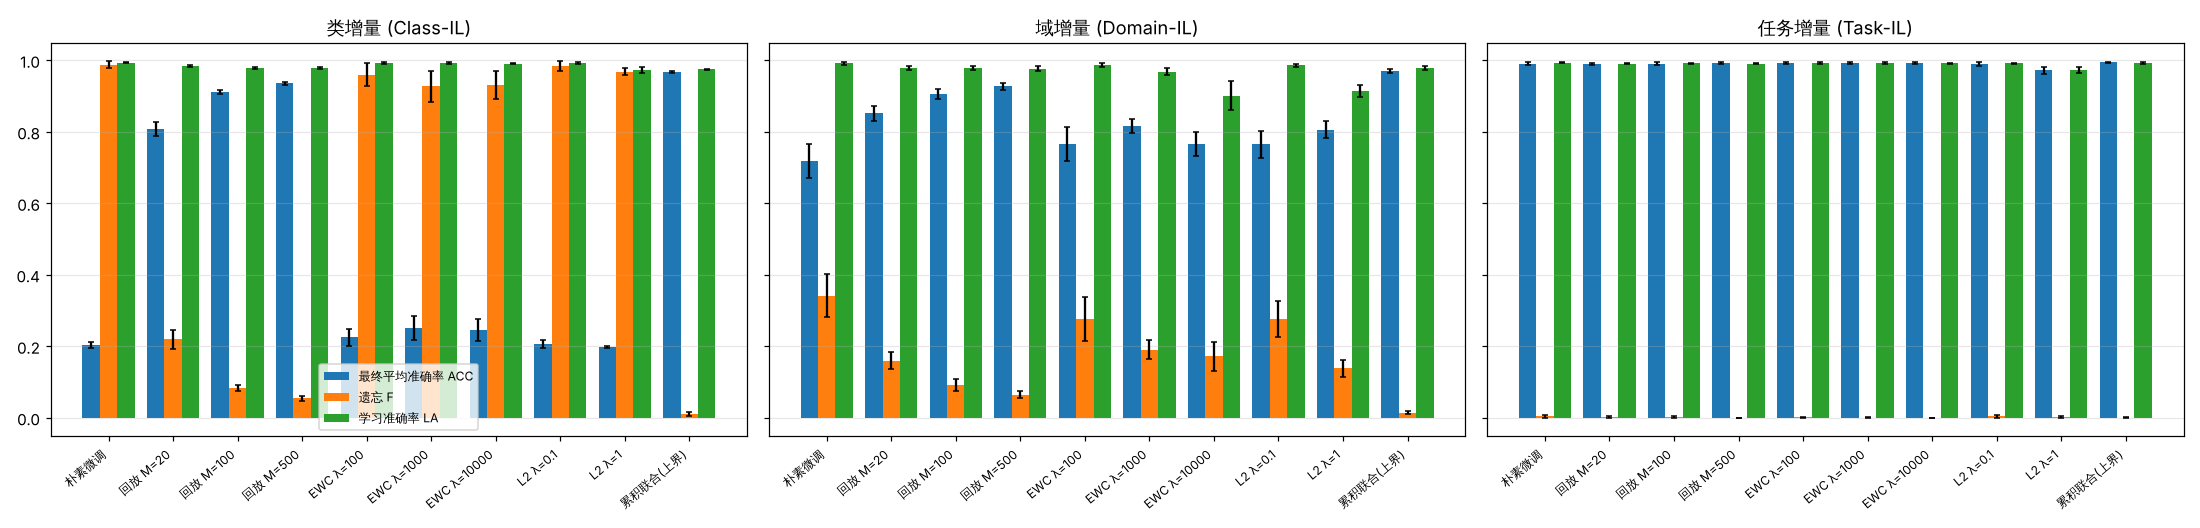 类增量 (Class-IL)
域增量 (Domain-IL)
任务增量 (Task-IL)
1.0
0.8
0.6
0.4
0.2
0.0
最终平均准确率 ACC
遗忘 F
学习准确率 LA
朴素微调
回放 M=20
回放 M=100
回放 M=500
EWC λ=100
EWC λ=1000
EWC λ=10000
L2 λ=0.1
L2 λ=1
累积联合(上界)
朴素微调
回放 M=20
回放 M=100
回放 M=500
EWC λ=100
EWC λ=1000
EWC λ=10000
L2 λ=0.1
L2 λ=1
累积联合(上界)
朴素微调
回放 M=20
回放 M=100
回放 M=500
EWC λ=100
EWC λ=1000
EWC λ=10000
L2 λ=0.1
L2 λ=1
累积联合(上界)